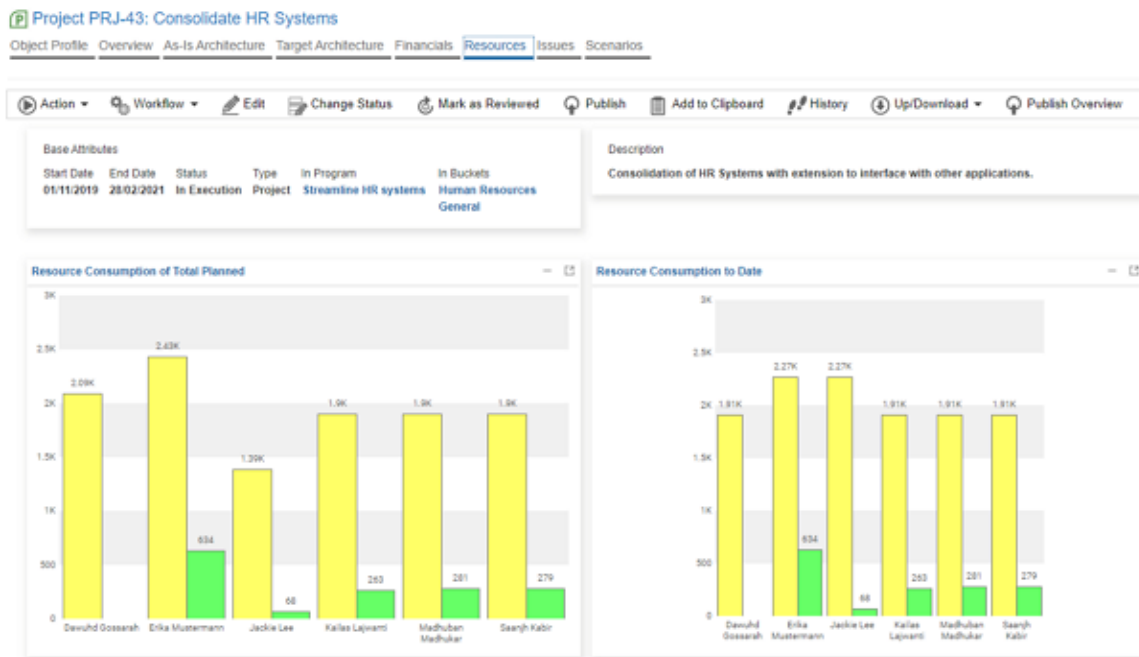 Project PRJ-43: Consolidate HR Systems
Object Profile Overview As-Is Architecture Target Architecture Financials Resources Issues Scenarios
Action Workflow Edit Change Status Mark as Reviewed Publish Add to Clipboard History Up/Download Publish Overview
Base Attributes
Start Date End Date Status Type In Program In Buckets
01/11/2019 28/02/2021 In Execution Project Streamline HR systems Human Resources
General
Description
Consolidation of HR Systems with extension to interface with other applications.
Resource Consumption of Total Planned
3K
2.5K
2K
1.5K
1K
500
0
2.09K
2.43K
634
1.39K
68
1.9K
263
1.9K
281
1.9K
279
Dawuhd Gossarah Erika Mustermann Jackie Lee Kailas Lajwanti Madhuban Saanjh Kabir
Madhukar
Resource Consumption to Date
3K
2.5K
2K
1.5K
1K
500
0
1.91K
2.27K
634
2.27K
68
1.91K
263
1.91K
281
1.91K
279
Dawuhd Erika Jackie Lee Kailas Madhuban Saanjh
Gossarah Mustermann Lajwanti Madhukar Kabir